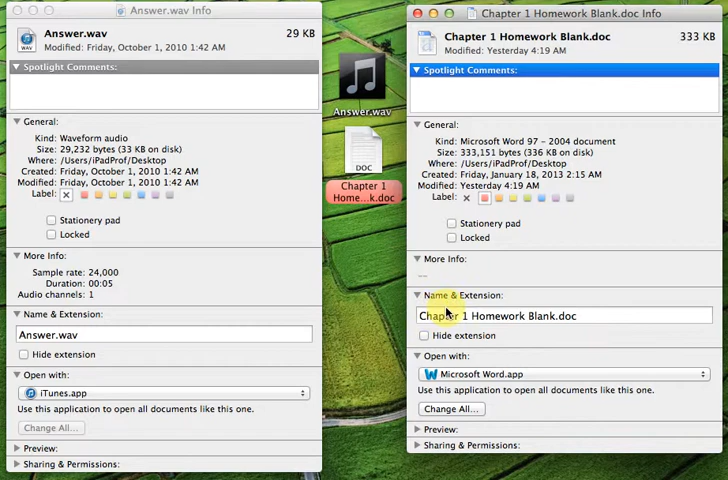 Answer.wav Info
WAV
Answer.wav 29 KB
Modified: Friday, October 1, 2010 1:42 AM
Spotlight Comments:
General:
Kind: Waveform audio
Size: 29,232 bytes (33 KB on disk)
Where: /Users/iPadProf/Desktop
Created: Friday, October 1, 2010 1:42 AM
Modified: Friday, October 1, 2010 1:42 AM
Label:
Stationery pad
Locked
More Info:
Sample rate: 24,000
Duration: 00:05
Audio channels: 1
Name & Extension:
Answer.wav
Hide extension
Open with:
iTunes.app
Use this application to open all documents like this one.
Change All...
Preview:
Sharing & Permissions:
Answer.wav
DOC
Chapter 1
Home...k.doc
Chapter 1 Homework Blank.doc Info
Chapter 1 Homework Blank.doc 333 KB
Modified: Yesterday 4:19 AM
Spotlight Comments:
General:
Kind: Microsoft Word 97 - 2004 document
Size: 333,151 bytes (336 KB on disk)
Where: /Users/iPadProf/Desktop
Created: Friday, January 18, 2013 2:15 AM
Modified: Yesterday 4:19 AM
Label:
Stationery pad
Locked
More Info:
--
Name & Extension:
Chapter 1 Homework Blank.doc
Hide extension
Open with:
Microsoft Word.app
Use this application to open all documents like this one.
Change All...
Preview:
Sharing & Permissions: